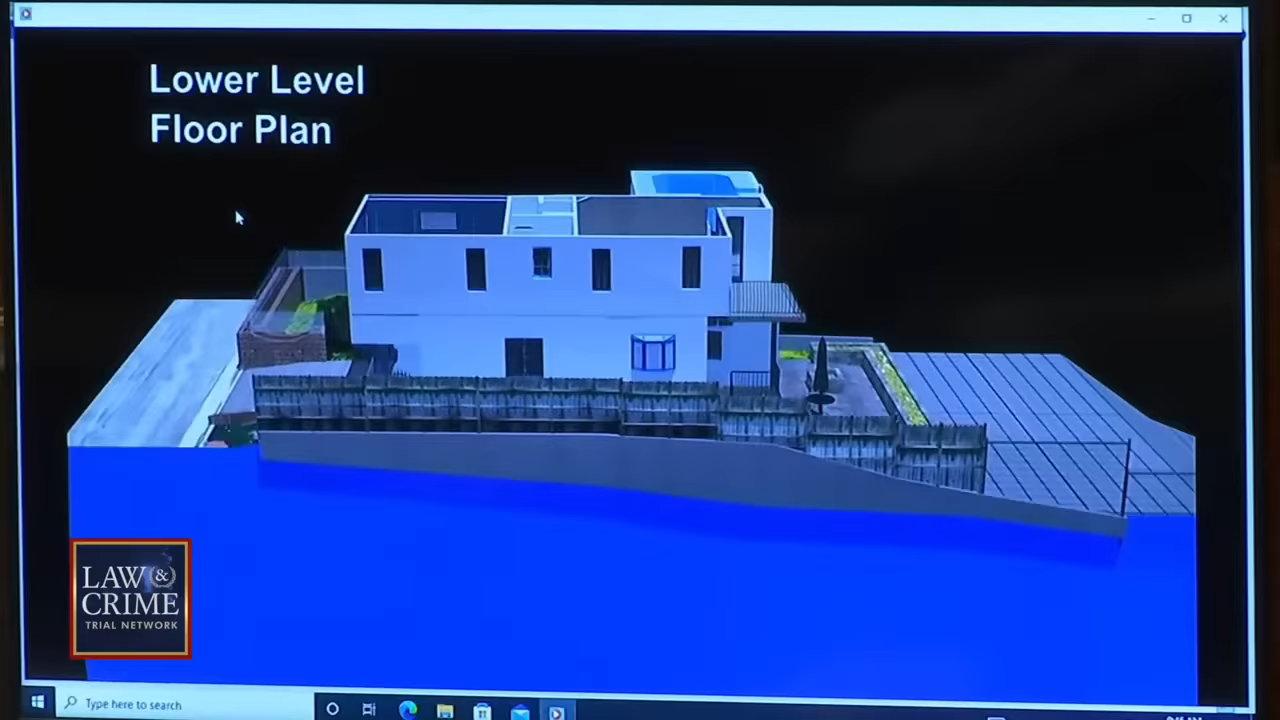 Lower Level
Floor Plan
LAW &
CRIME
TRIAL NETWORK
Type here to search